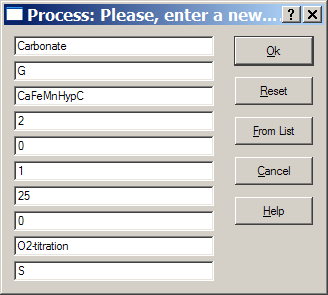 Process: Please, enter a new...
Carbonate
G
CaFeMnHypC
2
0
1
25
0
O2-titration
S
Ok
Reset
From List
Cancel
Help